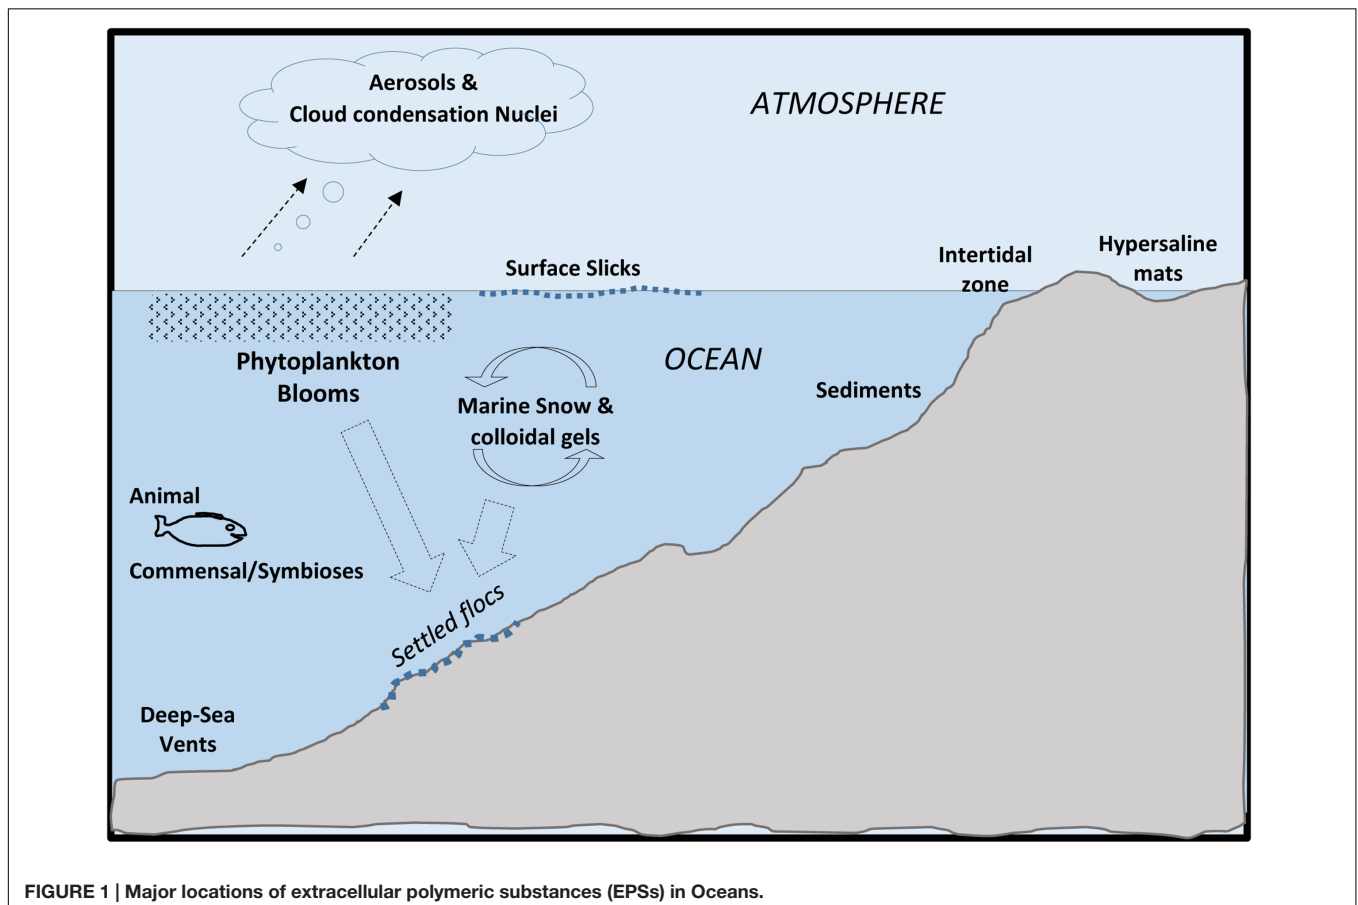 Aerosols &
Cloud condensation Nuclei
ATMOSPHERE
Surface Slicks
Intertidal
zone
Hypersaline
mats
Phytoplankton
Blooms
OCEAN
Marine Snow &
colloidal gels
Sediments
Animal
Commensal/Symbioses
Settled flocs
Deep-Sea
Vents
FIGURE 1 | Major locations of extracellular polymeric substances (EPSs) in Oceans.